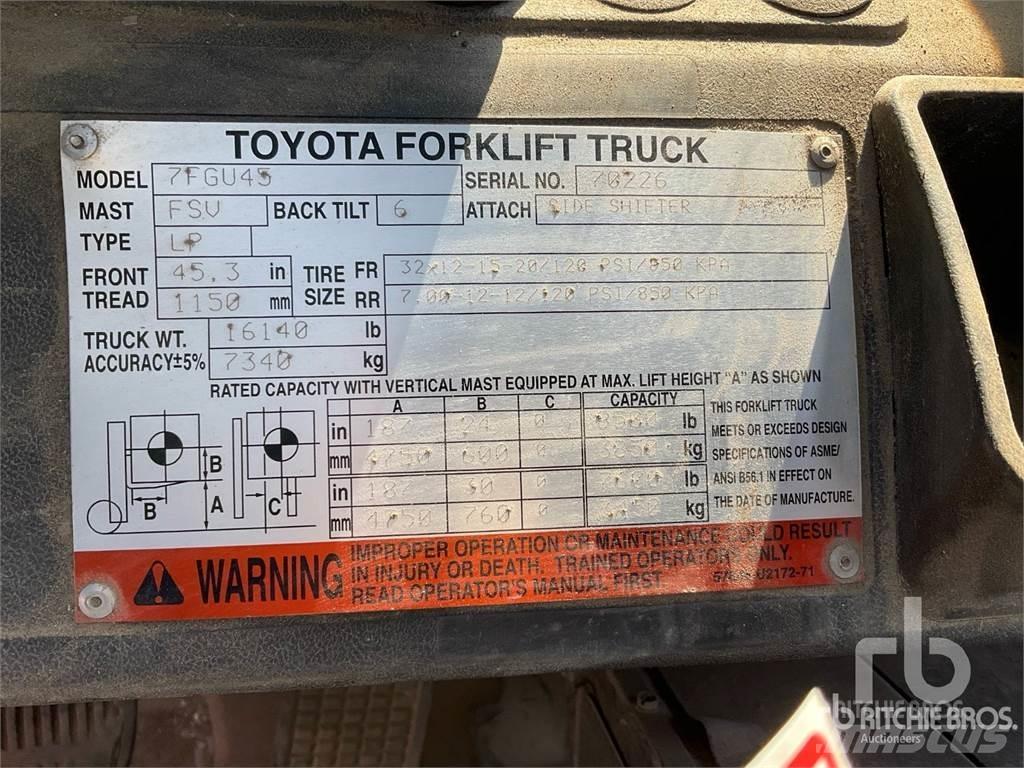 TOYOTA FORKLIFT TRUCK
MODEL 7FGU45 SERIAL NO. 70226
MAST FSV BACK TILT 6 ATTACH SIDE SHIFTER
TYPE LP
FRONT TREAD 45.3 in 1150 mm
TIRE SIZE FR 32x12-15-20/120 PSI/850 KPA
RR 7.00-12-12/120 PSI/850 KPA
TRUCK WT. 16140 lb
ACCURACY±5% 7340 kg
RATED CAPACITY WITH VERTICAL MAST EQUIPPED AT MAX. LIFT HEIGHT "A" AS SHOWN
A B C CAPACITY
in 187 24 0 8500 lb
mm 4750 600 0 3850 kg
in 187 0 lb
mm 4750 760 0 kg
B B A C
THIS FORKLIFT TRUCK
MEETS OR EXCEEDS DESIGN
SPECIFICATIONS OF ASME/
ANSI B56.1 IN EFFECT ON
THE DATE OF MANUFACTURE.
WARNING
IMPROPER OPERATION OR MAINTENANCE COULD RESULT
IN INJURY OR DEATH. TRAINED OPERATORS ONLY.
READ OPERATOR'S MANUAL FIRST.
U2172-71
rb
RITCHIE BROS.
Auctioneers
Mascus